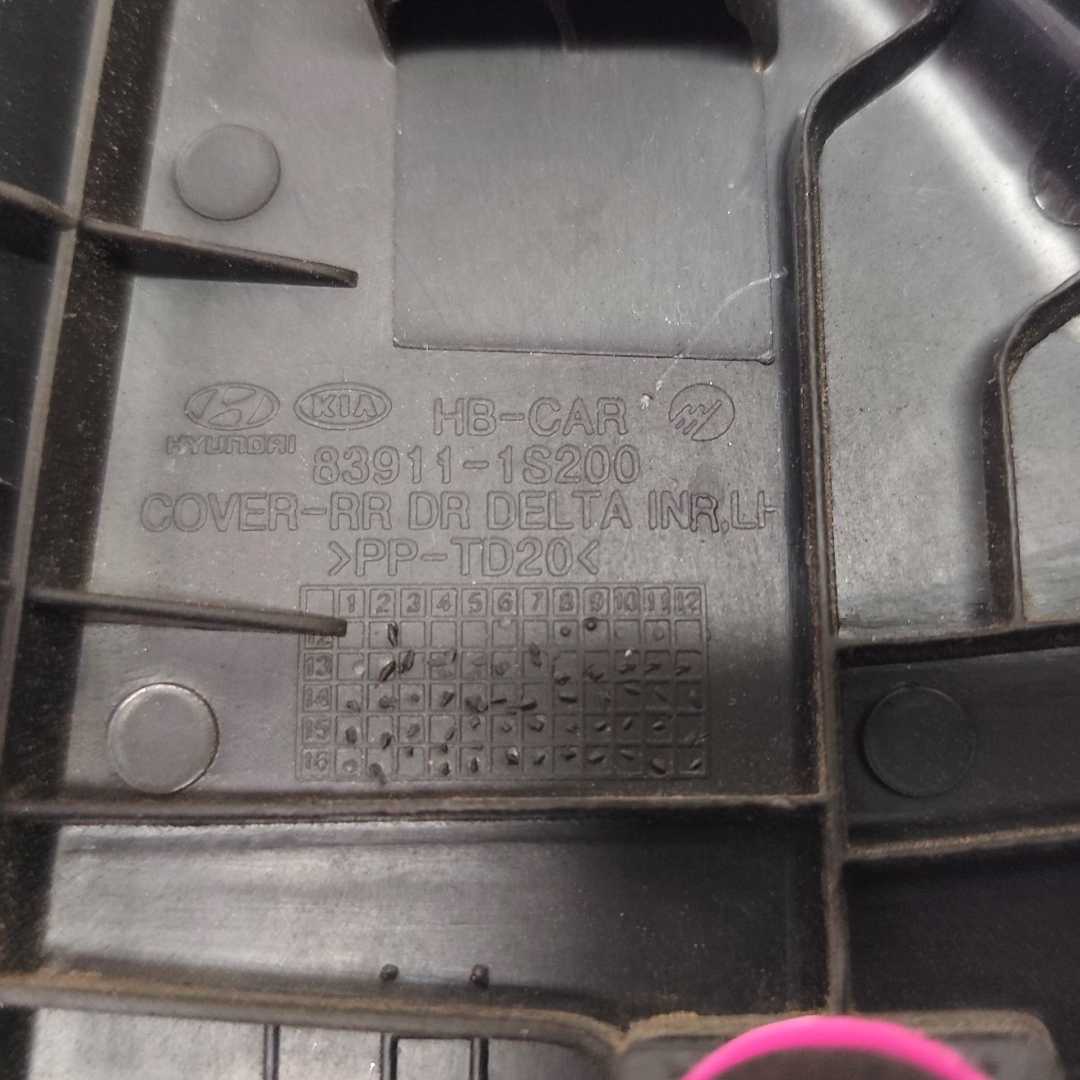 KIA HB-CAR
HYUNDAI 83911-1S200
COVER-RR DR DELTA INR,LH
>PP-TD20<
1 2 3 4 5 6 7 8 9 10 11 12
12
13
14
15
16